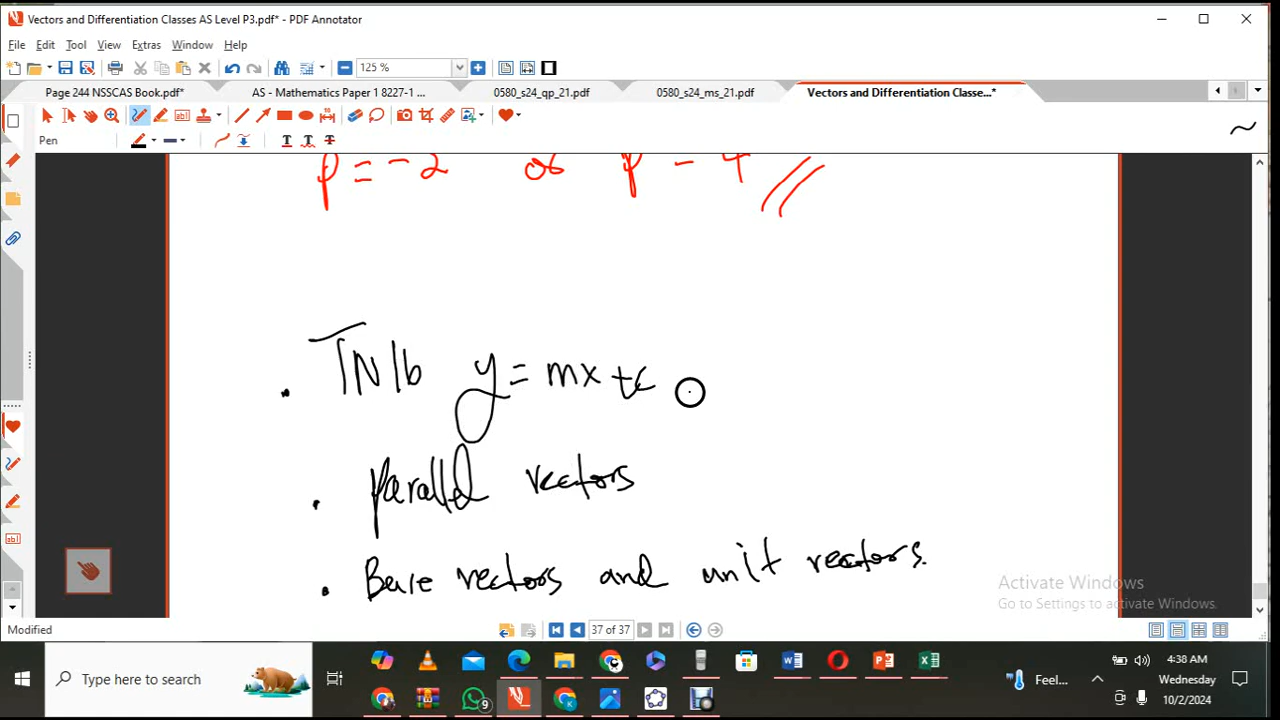 Vectors and Differentiation Classes AS Level P3.pdf* - PDF Annotator
File Edit Tool View Extras Window Help
125 %
Page 244 NSSCAS Book.pdf* AS - Mathematics Paper 1 8227-1 ... 0580_s24_qp_21.pdf 0580_s24_ms_21.pdf Vectors and Differentiation Classe...*
Pen
p = -2 or p = 4
y = mx + c
parallel vectors
Base vectors and unit vectors.
Activate Windows
Go to Settings to activate Windows.
Modified 37 of 37
Type here to search Feel... 4:38 AM
Wednesday
9 10/2/2024